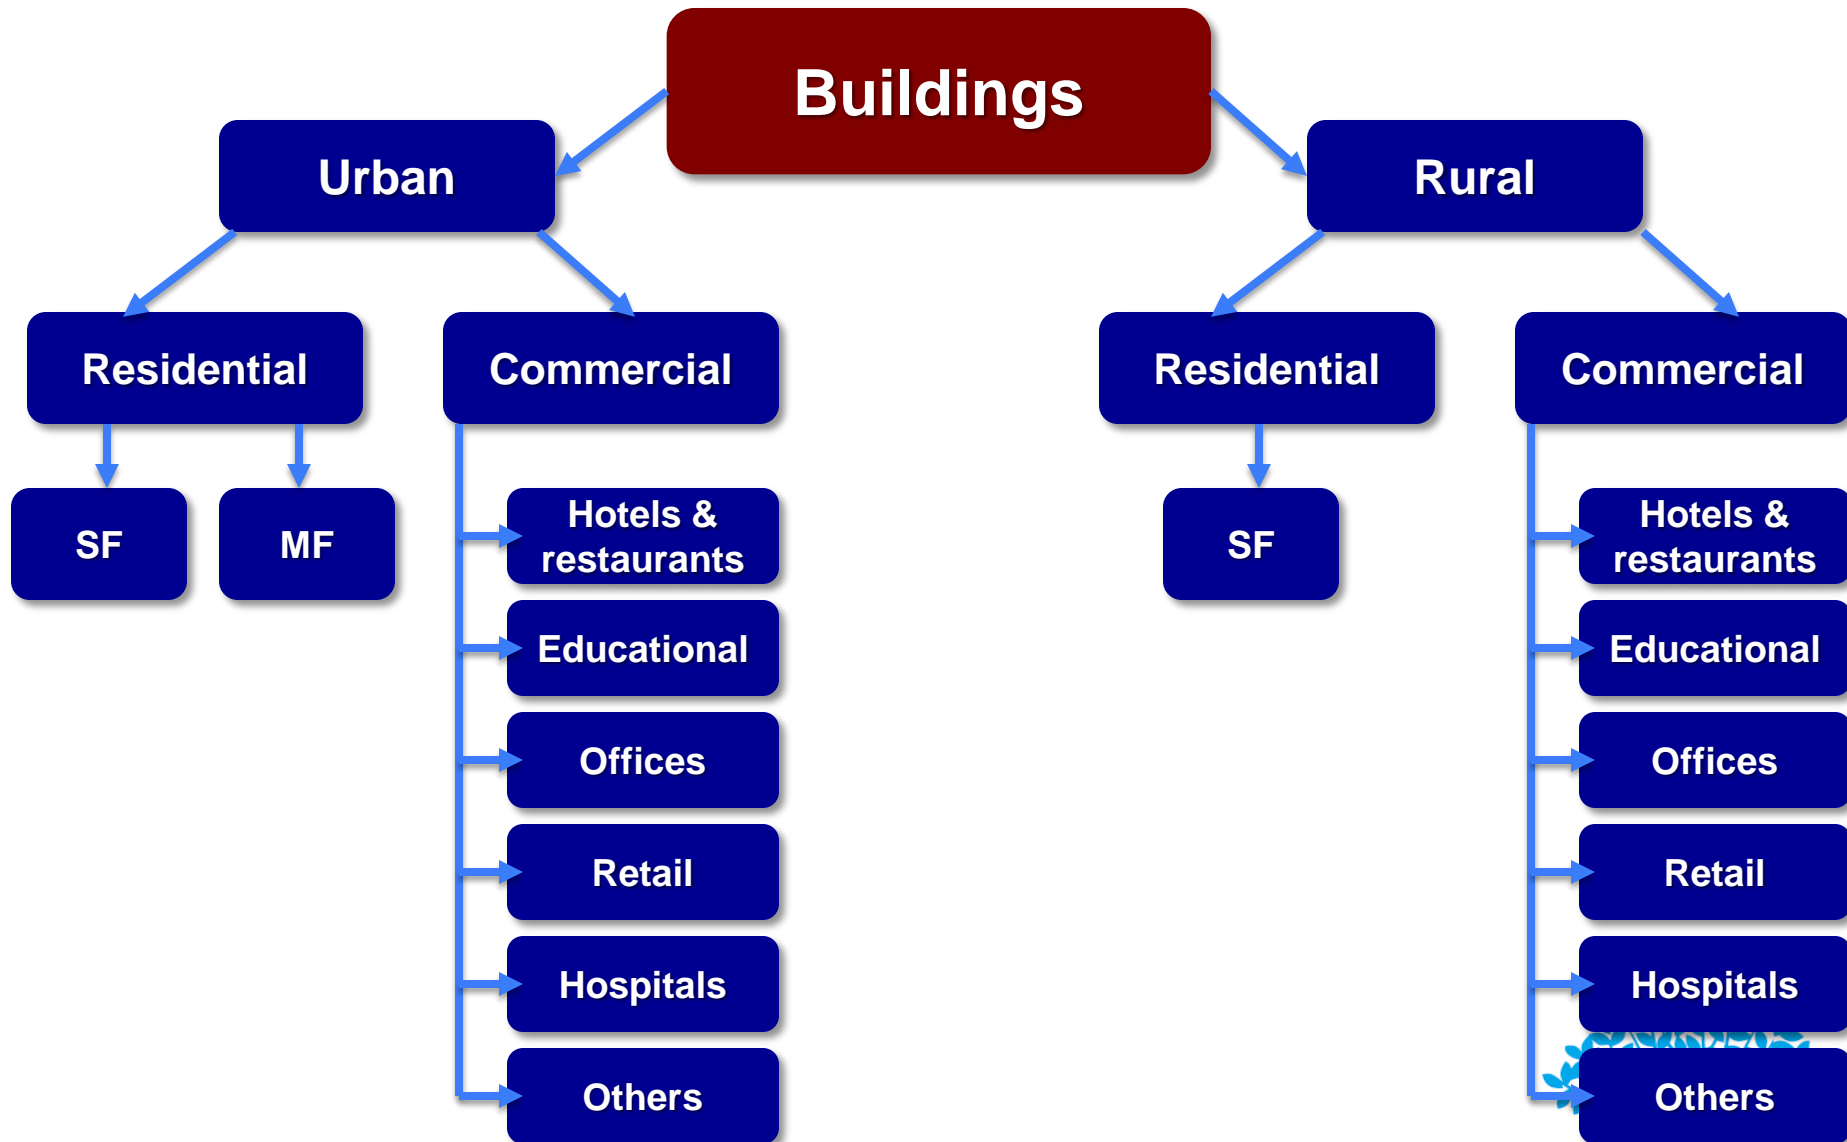 Buildings
Urban
Rural
Residential
Commercial
Residential
Commercial
SF
MF
Hotels &
restaurants
Educational
Offices
Retail
Hospitals
Others
SF
Hotels &
restaurants
Educational
Offices
Retail
Hospitals
Others